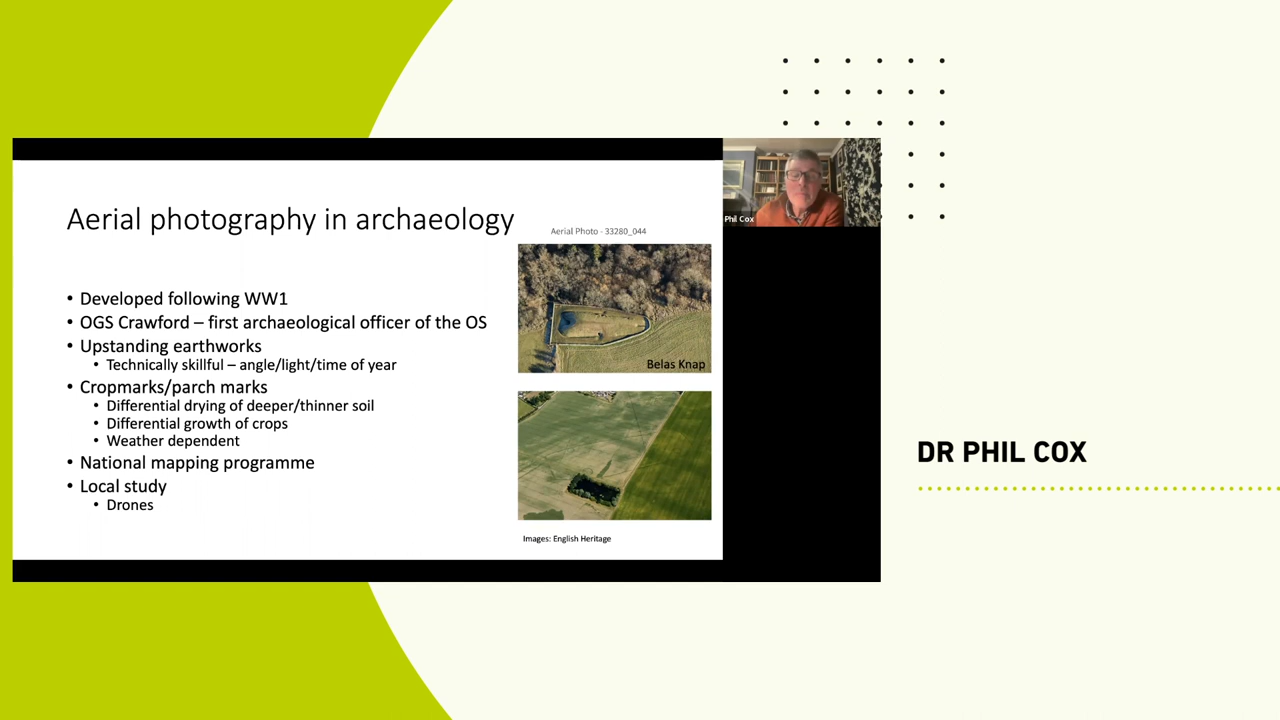 Aerial photography in archaeology
Aerial Photo - 33280_044
• Developed following WW1
• OGS Crawford – first archaeological officer of the OS
• Upstanding earthworks
• Technically skillful – angle/light/time of year
• Cropmarks/parch marks
• Differential drying of deeper/thinner soil
• Differential growth of crops
• Weather dependent
• National mapping programme
• Local study
• Drones
Belas Knap
Images: English Heritage
Phil Cox
DR PHIL COX